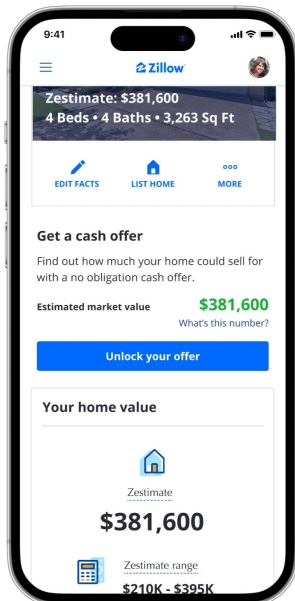 9:41
Zillow
Zestimate: $381,600
4 Beds • 4 Baths • 3,263 Sq Ft
EDIT FACTS LIST HOME MORE
Get a cash offer
Find out how much your home could sell for
with a no obligation cash offer.
Estimated market value $381,600
What's this number?
Unlock your offer
Your home value
Zestimate
$381,600
Zestimate range
$210K - $395K